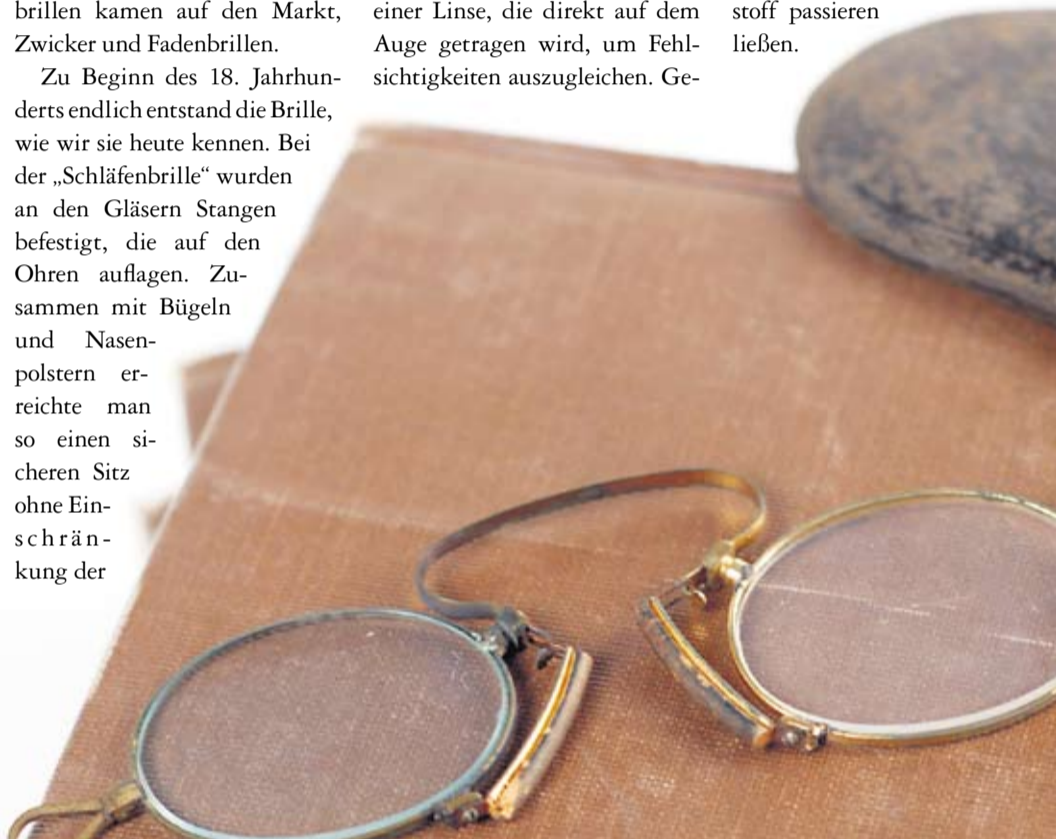 brillen kamen auf den Markt,
Zwicker und Fadenbrillen.
Zu Beginn des 18. Jahrhun-
derts endlich entstand die Brille,
wie wir sie heute kennen. Bei
der „Schläfenbrille“ wurden
an den Gläsern Stangen
befestigt, die auf den
Ohren auflagen. Zu-
sammen mit Bügeln
und Nasen-
polstern er-
reichte man
so einen si-
cheren Sitz
ohne Ein-
schrän-
kung der
einer Linse, die direkt auf dem
Auge getragen wird, um Fehl-
sichtigkeiten auszugleichen. Ge-
stoff passieren
ließen.